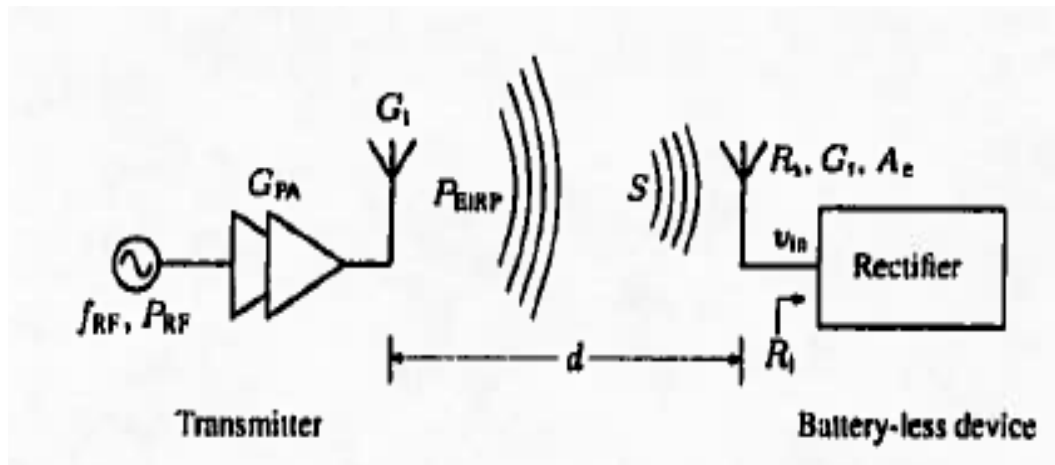 G_t
G_PA
P_EIRP
S
R_s, G_r, A_e
v_in
Rectifier
f_RF, P_RF
d
R_i
Transmitter
Battery-less device